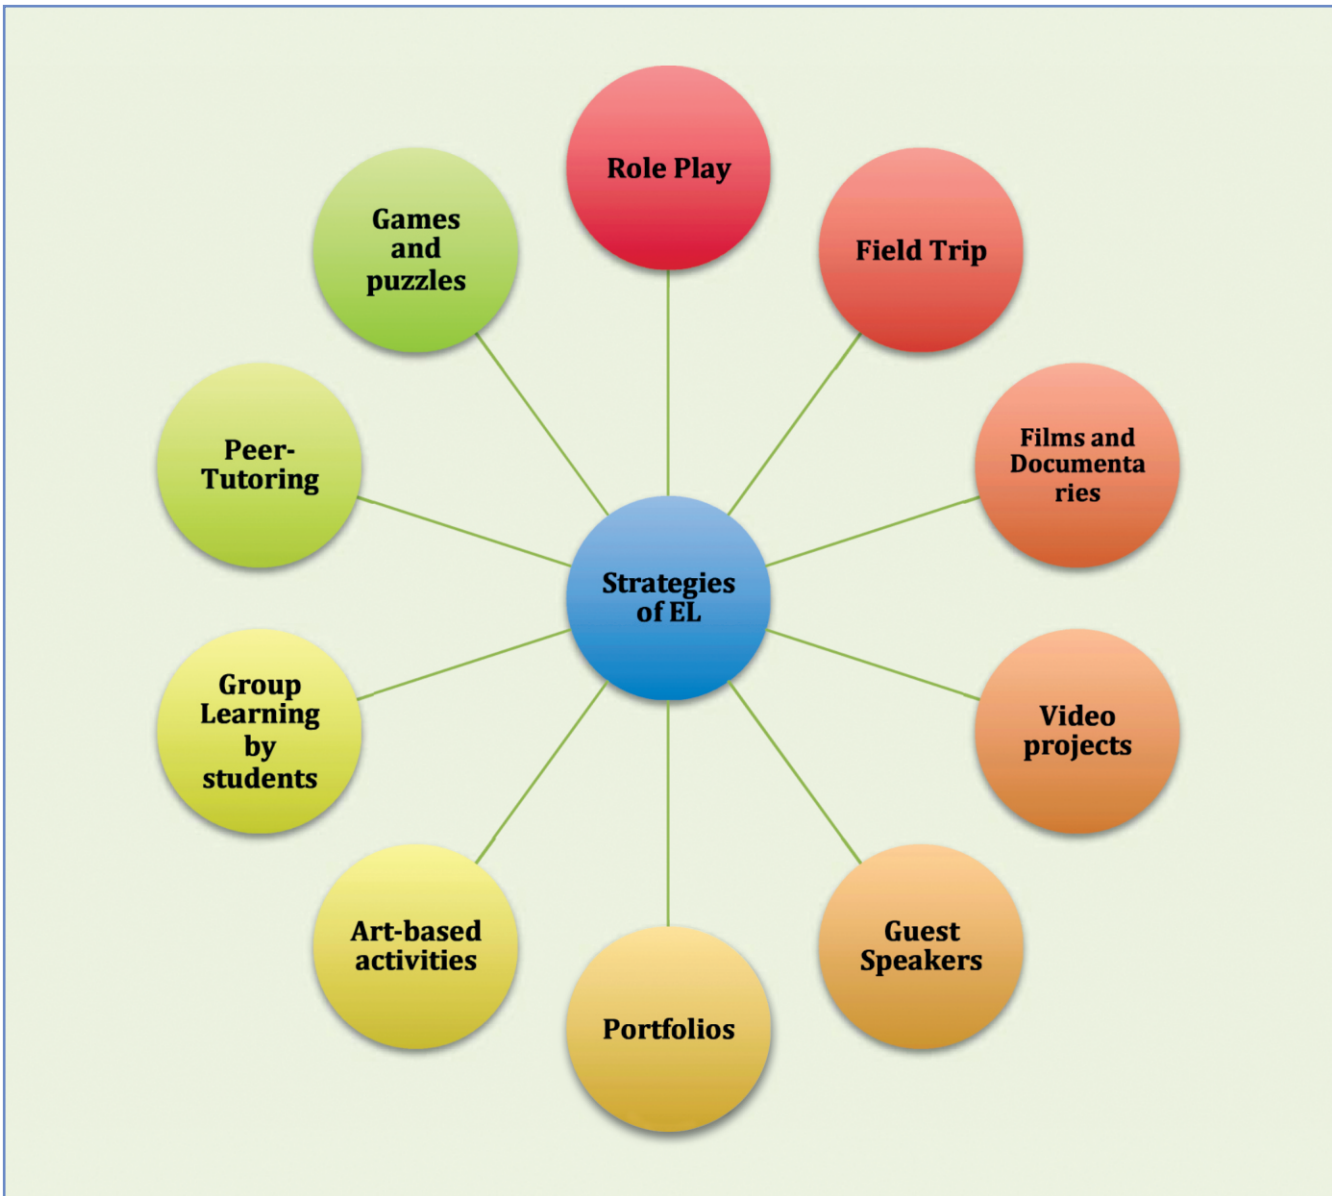 Role Play
Field Trip
Films and
Documenta
ries
Video
projects
Guest
Speakers
Portfolios
Art-based
activities
Group
Learning
by
students
Peer-
Tutoring
Games
and
puzzles
Strategies
of EL